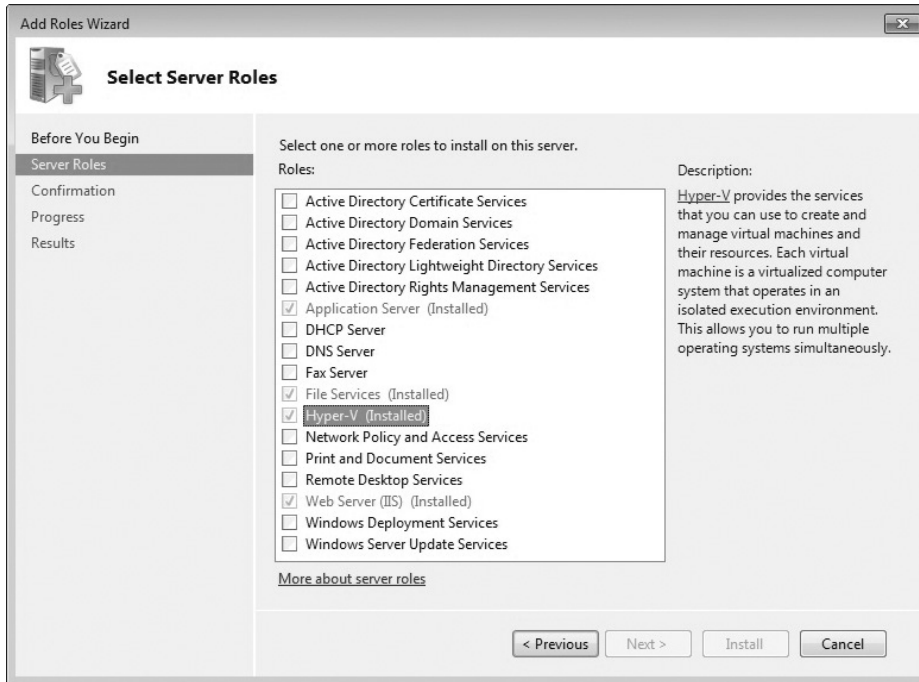 Add Roles Wizard
Select Server Roles
Before You Begin
Server Roles
Confirmation
Progress
Results
Select one or more roles to install on this server.
Roles:
Active Directory Certificate Services
Active Directory Domain Services
Active Directory Federation Services
Active Directory Lightweight Directory Services
Active Directory Rights Management Services
Application Server (Installed)
DHCP Server
DNS Server
Fax Server
File Services (Installed)
Hyper-V (Installed)
Network Policy and Access Services
Print and Document Services
Remote Desktop Services
Web Server (IIS) (Installed)
Windows Deployment Services
Windows Server Update Services
More about server roles
Description:
Hyper-V provides the services
that you can use to create and
manage virtual machines and
their resources. Each virtual
machine is a virtualized computer
system that operates in an
isolated execution environment.
This allows you to run multiple
operating systems simultaneously.
< Previous
Next >
Install
Cancel